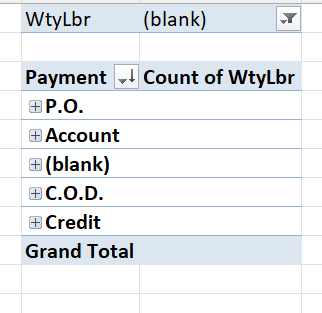 WtyLbr (blank)
Payment Count of WtyLbr
P.O.
Account
(blank)
C.O.D.
Credit
Grand Total